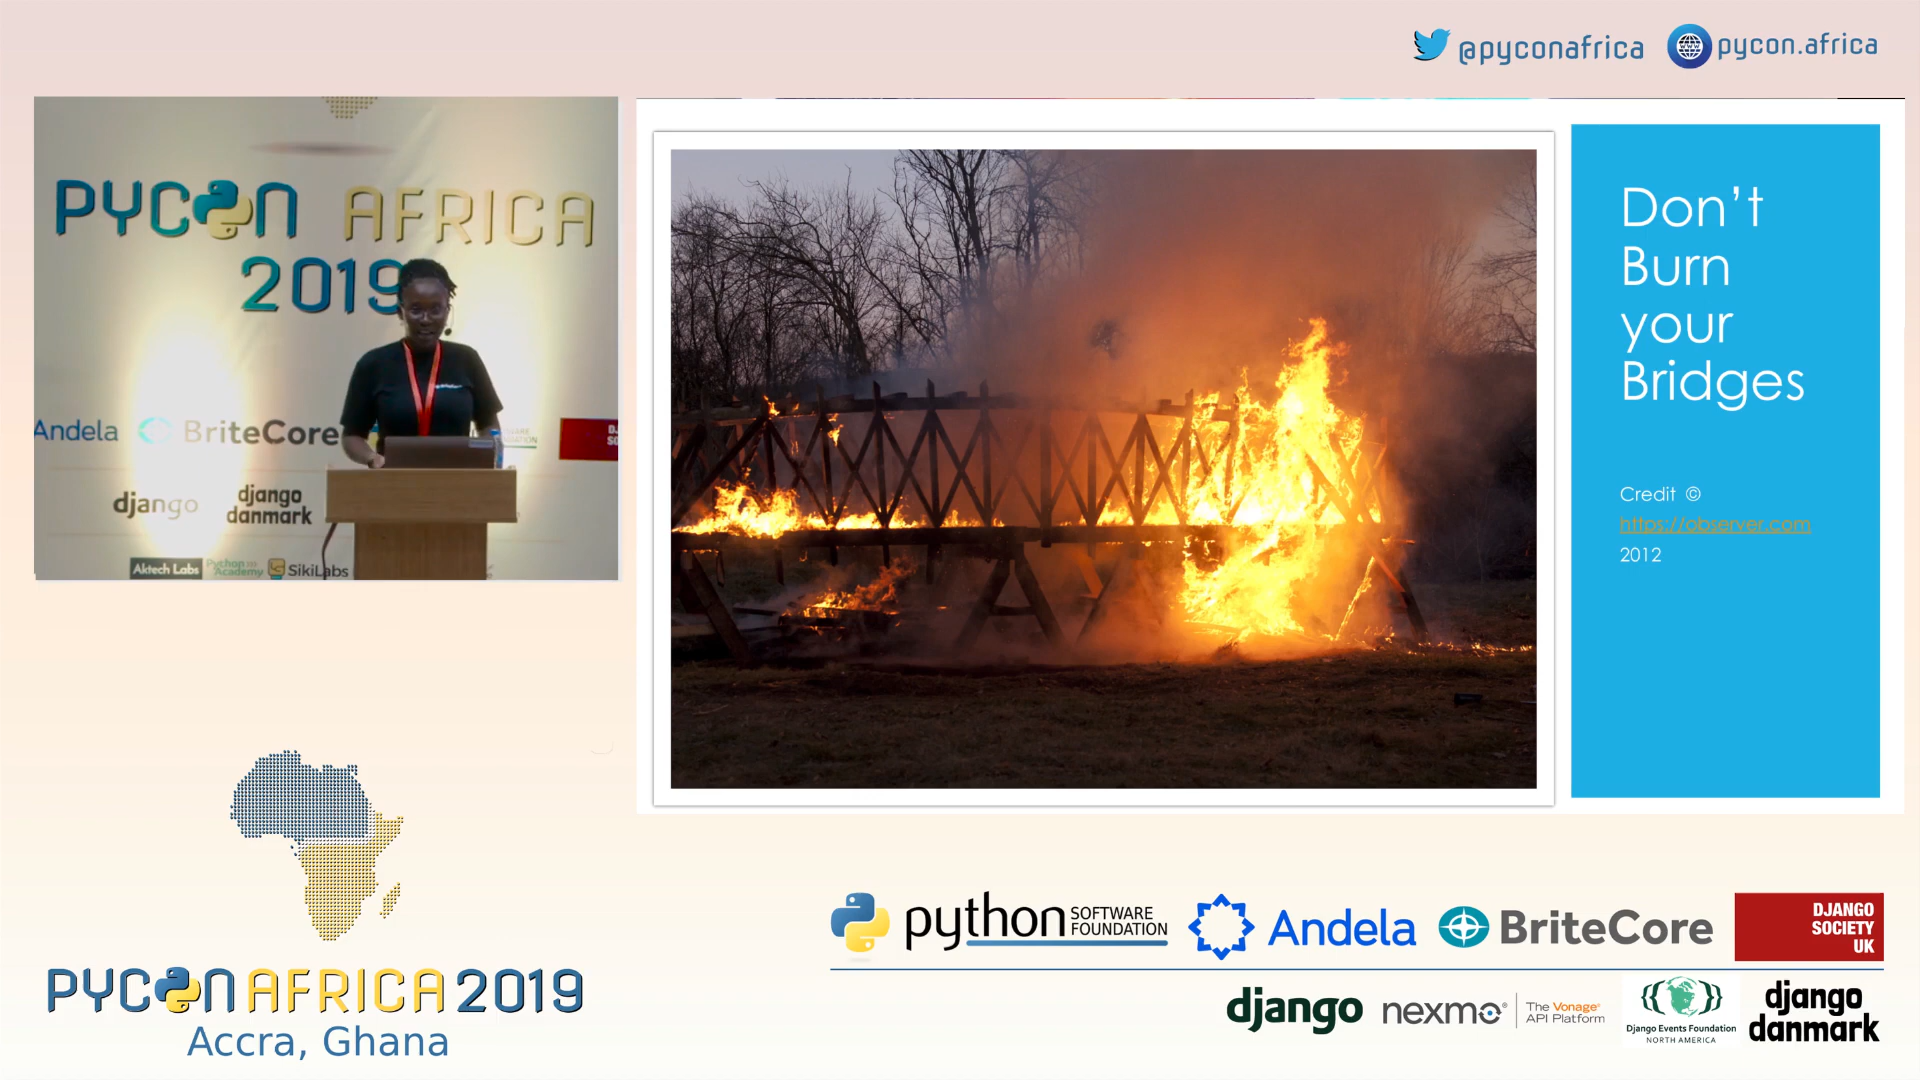 @pyconafrica
pycon.africa
PYCON AFRICA
2019
Andela
BriteCore
django
django
danmark
Aktech Labs
Python
Academy
SikiLabs
Don't
Burn
your
Bridges
Credit ©
https://observer.com
2012
PYCON AFRICA 2019
Accra, Ghana
python SOFTWARE
FOUNDATION
Andela
BriteCore
DJANGO
SOCIETY
UK
django
nexmo®
The Vonage®
API Platform
Django Events Foundation
NORTH AMERICA
django
danmark